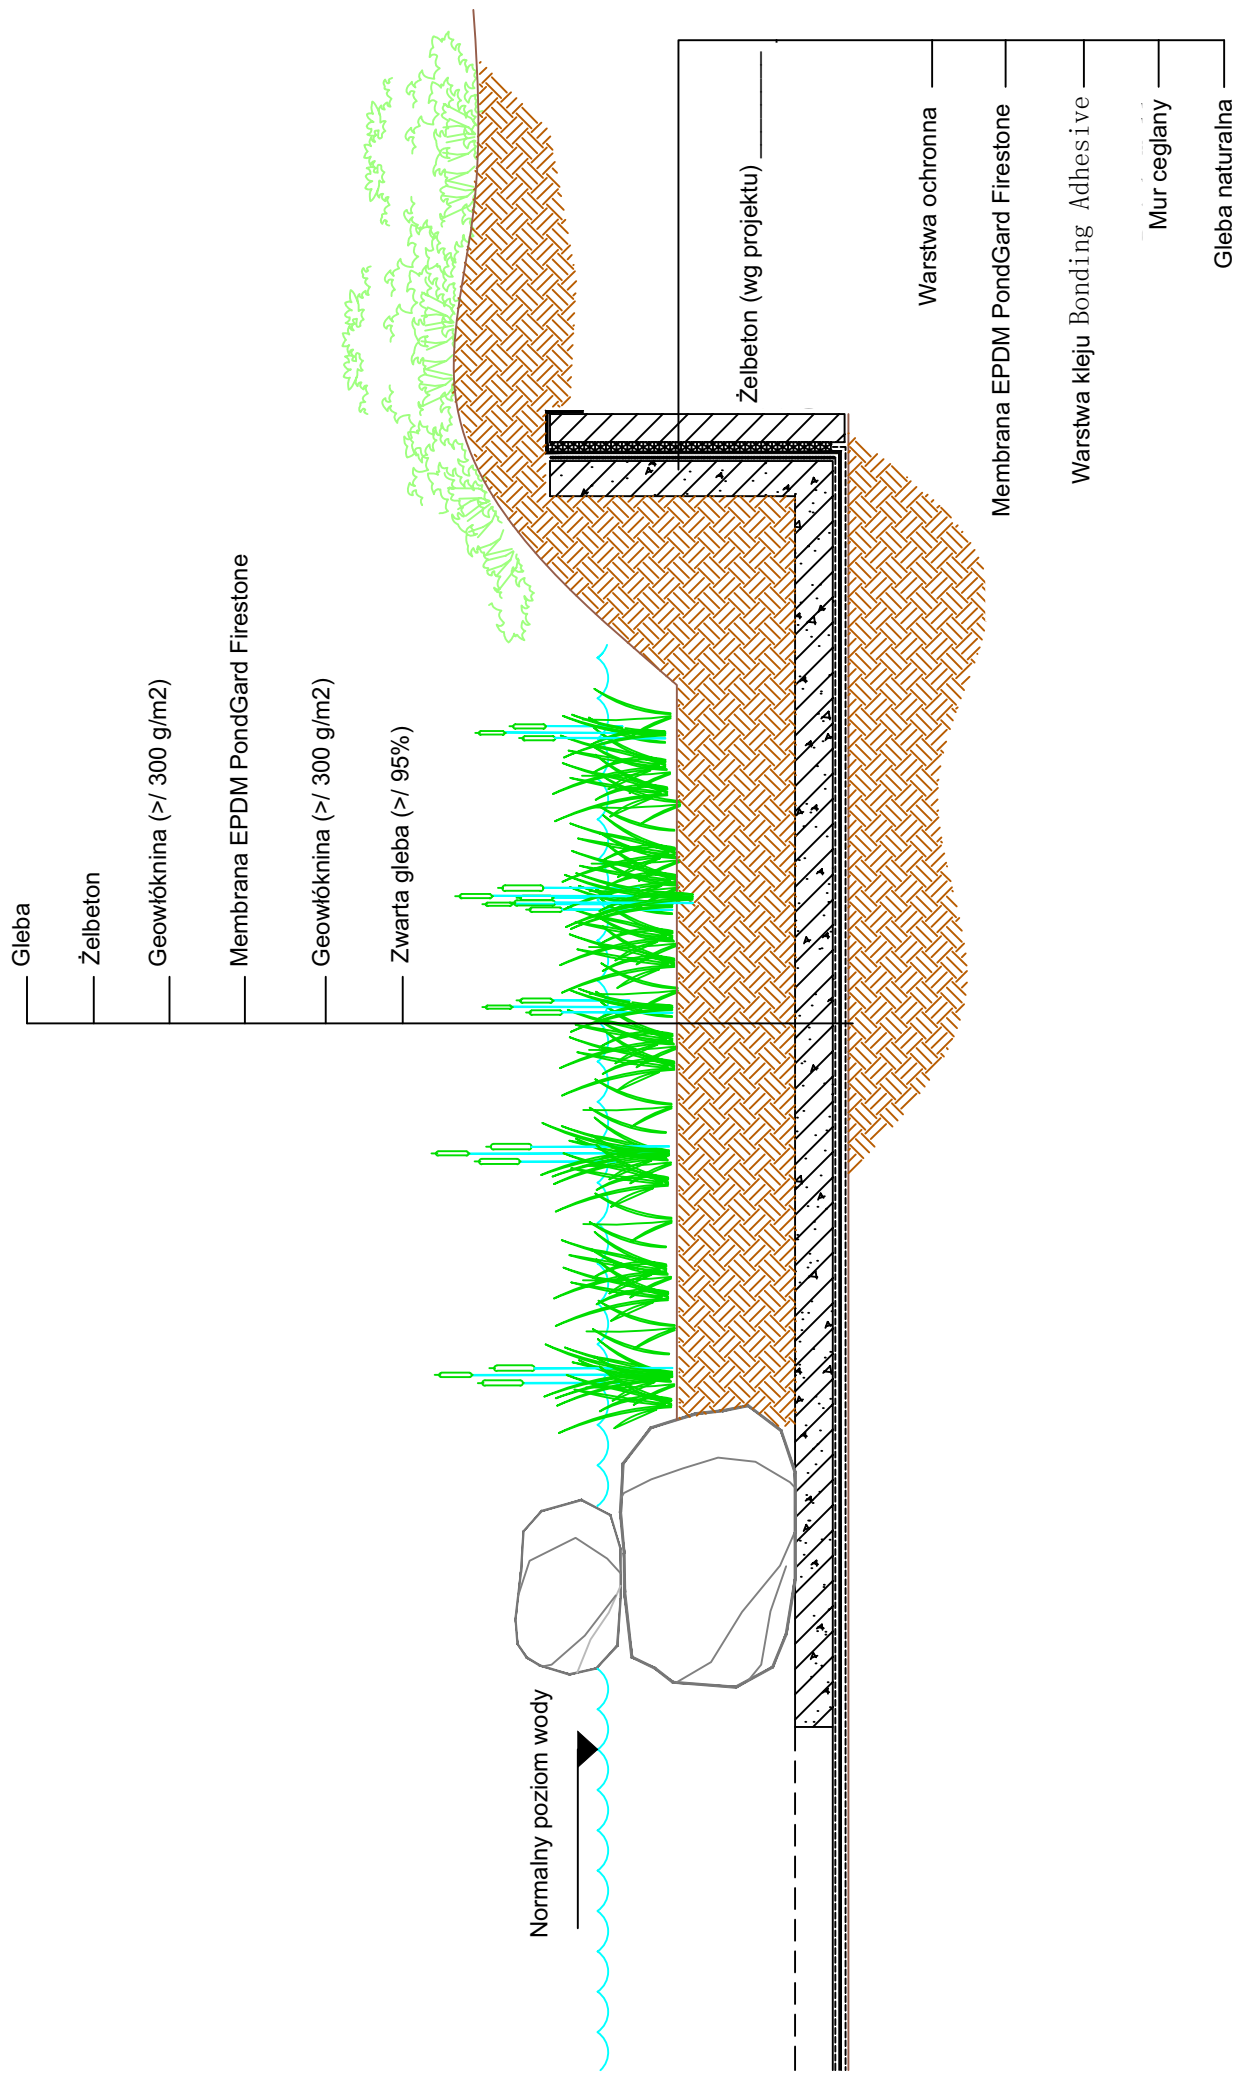 Gleba
Żelbeton
Geowłóknina (>/ 300 g/m2)
Membrana EPDM PondGard Firestone
Geowłóknina (>/ 300 g/m2)
Zwarta gleba (>/ 95%)
Normalny poziom wody
Żelbeton (wg projektu)
Warstwa ochronna
Membrana EPDM PondGard Firestone
Warstwa kleju Bonding Adhesive
Mur ceglany
Gleba naturalna